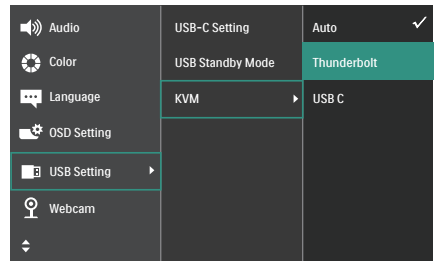 Audio
Color
Language
OSD Setting
USB Setting
Webcam
USB-C Setting
USB Standby Mode
KVM
Auto
Thunderbolt
USB C